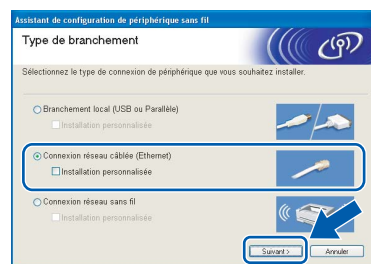 Assistant de configuration de périphérique sans fil
Type de branchement
Sélectionnez le type de connexion de périphérique que vous souhaitez installer.
Branchement local (USB ou Parallèle)
Installation personnalisée
Connexion réseau câblée (Ethernet)
Installation personnalisée
Connexion réseau sans fil
Installation personnalisée
Suivant >
Annuler